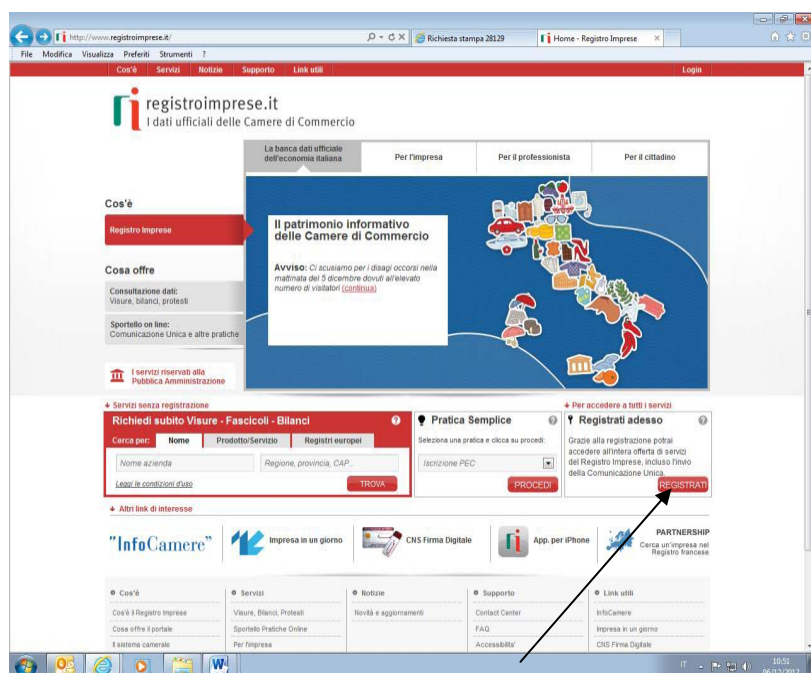 http://www.registroimprese.it/
Richiesta stampa 28129
Home - Registro Imprese
File Modifica Visualizza Preferiti Strumenti ?
Cos'è Servizi Notizie Supporto Link utili Login
registroimprese.it
I dati ufficiali delle Camere di Commercio
La banca dati ufficiale
dell'economia italiana
Per l'impresa
Per il professionista
Per il cittadino
Cos'è
Registro Imprese
Cosa offre
Consultazione dati:
Visure, bilanci, protesti
Sportello on line:
Comunicazione Unica e altre pratiche
I servizi riservati alla
Pubblica Amministrazione
Il patrimonio informativo
delle Camere di Commercio
Avviso: Ci scusiamo per i disagi occorsi nella
mattinata del 5 dicembre dovuti all'elevato
numero di visitatori (continua)
Servizi senza registrazione
Richiedi subito Visure - Fascicoli - Bilanci ?
Cerca per: Nome Prodotto/Servizio Registri europei
Nome azienda Regione, provincia, CAP...
Leggi le condizioni d'uso TROVA
Pratica Semplice ?
Seleziona una pratica e clicca su procedi:
Iscrizione PEC
PROCEDI
Per accedere a tutti i servizi
Registrati adesso ?
Grazie alla registrazione potrai
accedere all'intera offerta di servizi
del Registro Imprese, incluso l'invio
della Comunicazione Unica.
REGISTRATI
Altri link di interesse
"InfoCamere"
Impresa in un giorno
CNS Firma Digitale
App. per iPhone
PARTNERSHIP
Cerca un'impresa nel
Registro francese
Cos'è Servizi Notizie Supporto Link utili
Cos'è il Registro Imprese Visure, Bilanci, Protesti Novità e aggiornamenti Contact Center InfoCamere
Cosa offre il portale Sportello Pratiche Online FAQ Impresa in un giorno
Il sistema camerale Per l'impresa Accessibilita' CNS Firma Digitale
IT 10:51
06/12/2012